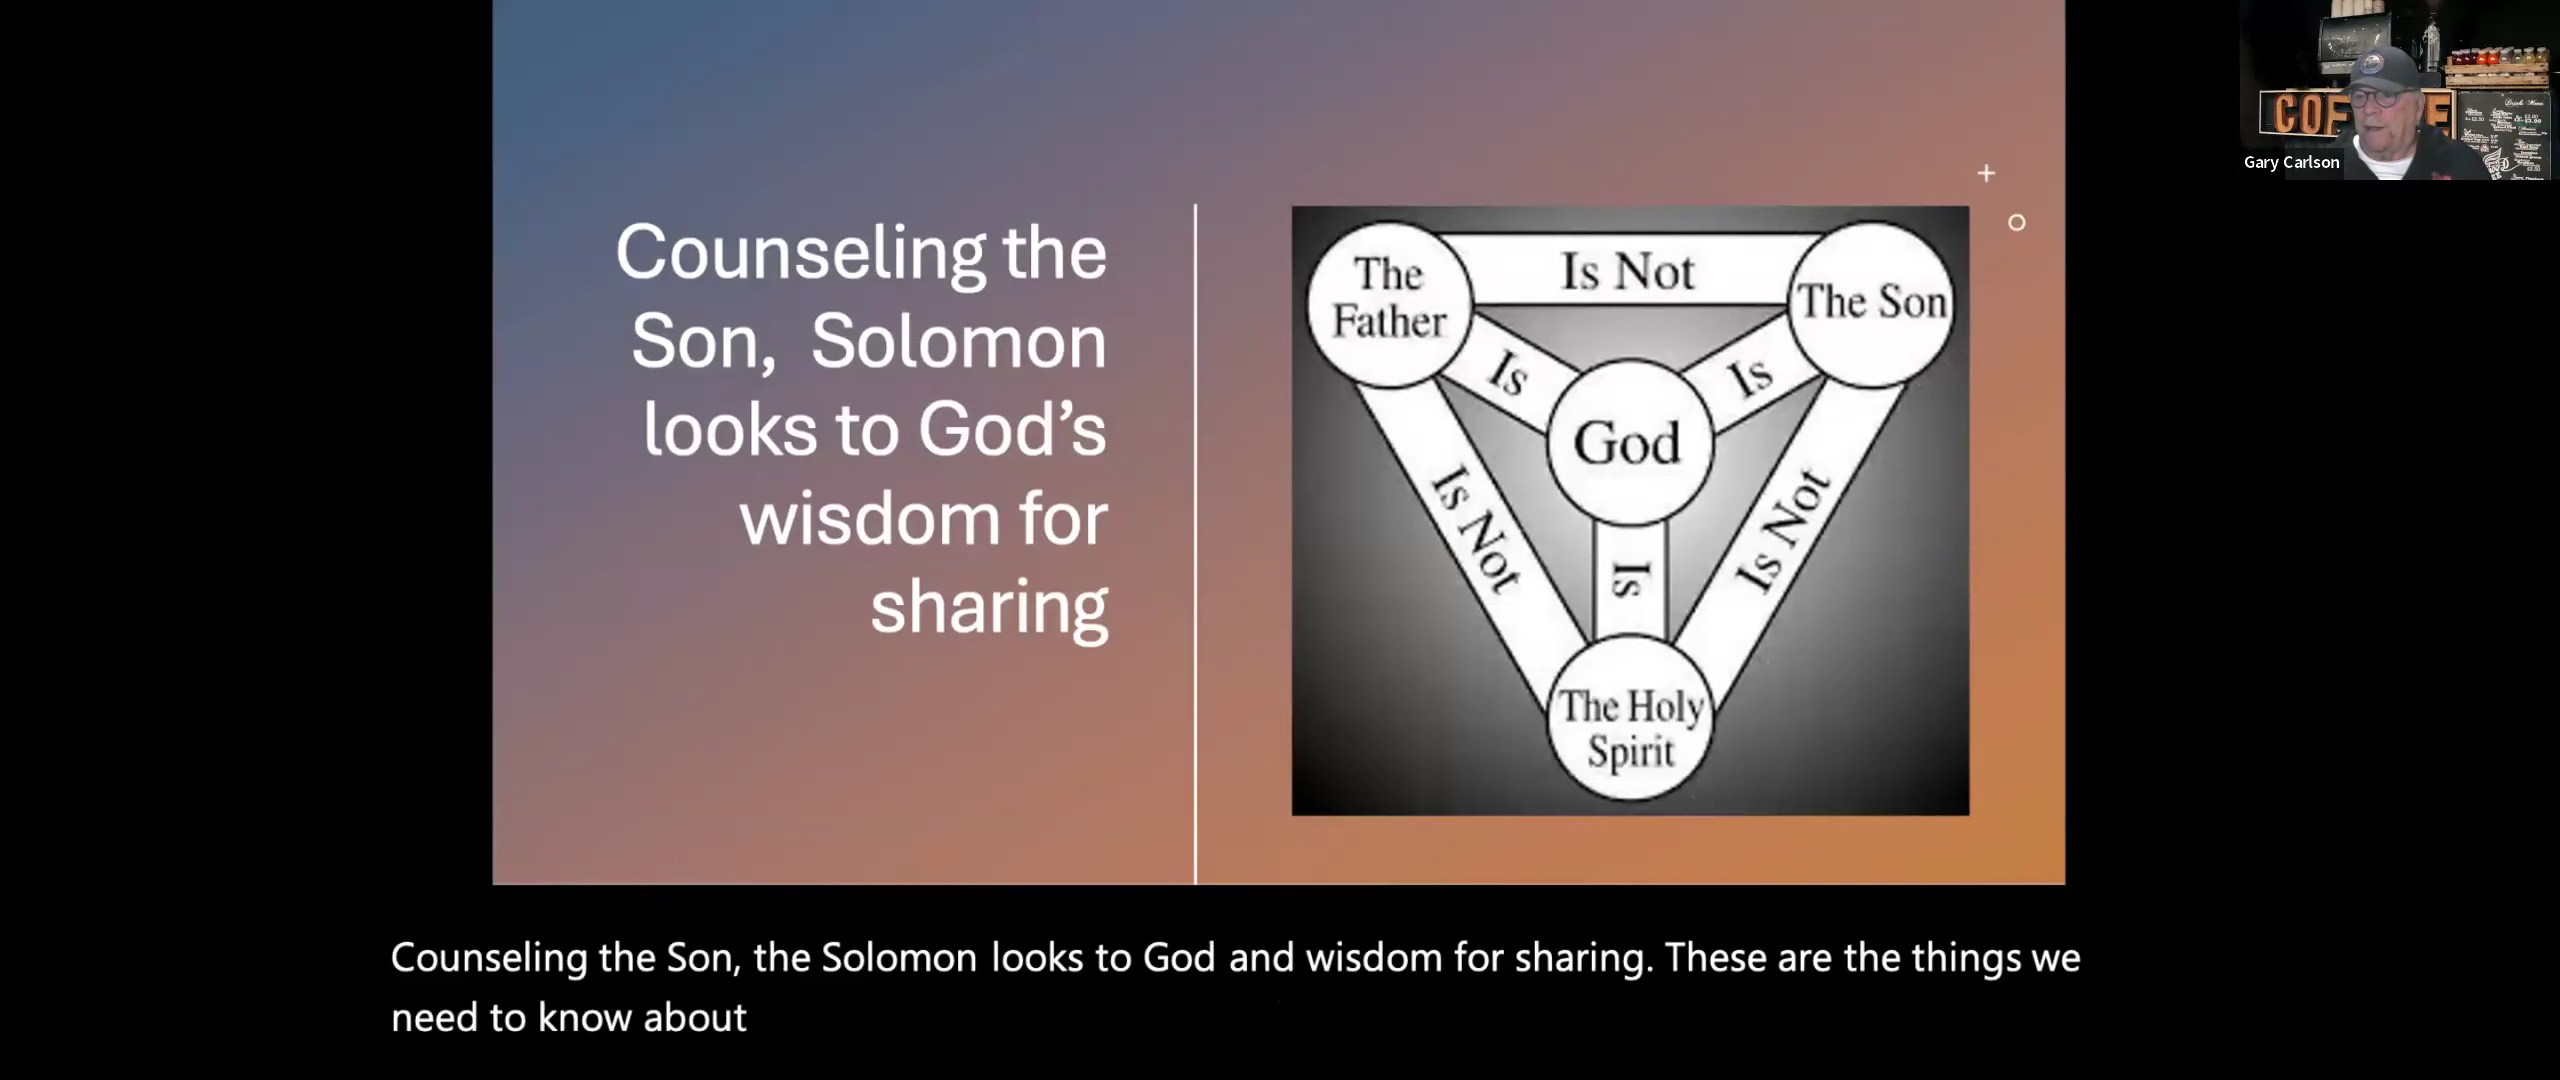 Counseling the
Son,  Solomon
looks to God’s
wisdom for
sharing
The
Father
Is Not
The Son
Is
Is
God
Is Not
Is Not
Is
The Holy
Spirit
COF
E
Gary Carlson
Counseling the Son, the Solomon looks to God and wisdom for sharing. These are the things we
need to know about